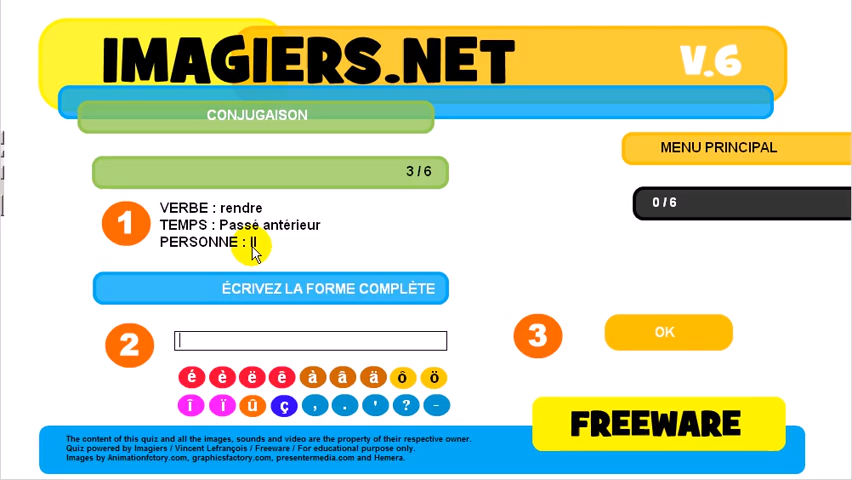 IMAGIERS.NET
V.6
CONJUGAISON
MENU PRINCIPAL
3 / 6
0 / 6
1
VERBE : rendre
TEMPS : Passé antérieur
PERSONNE : Il
ÉCRIVEZ LA FORME COMPLÈTE
2
3
OK
é è ë ē à â ä ô ö
î ï û ç , . ' ? -
FREEWARE
The content of this quiz and all the images, sounds and video are the property of their respective owner.
Quiz powered by Imagiers / Vincent Lefrançois / Freeware / For educational purpose only.
Images by Animationfctory.com, graphicsfactory.com, presentermedia.com and Hemera.